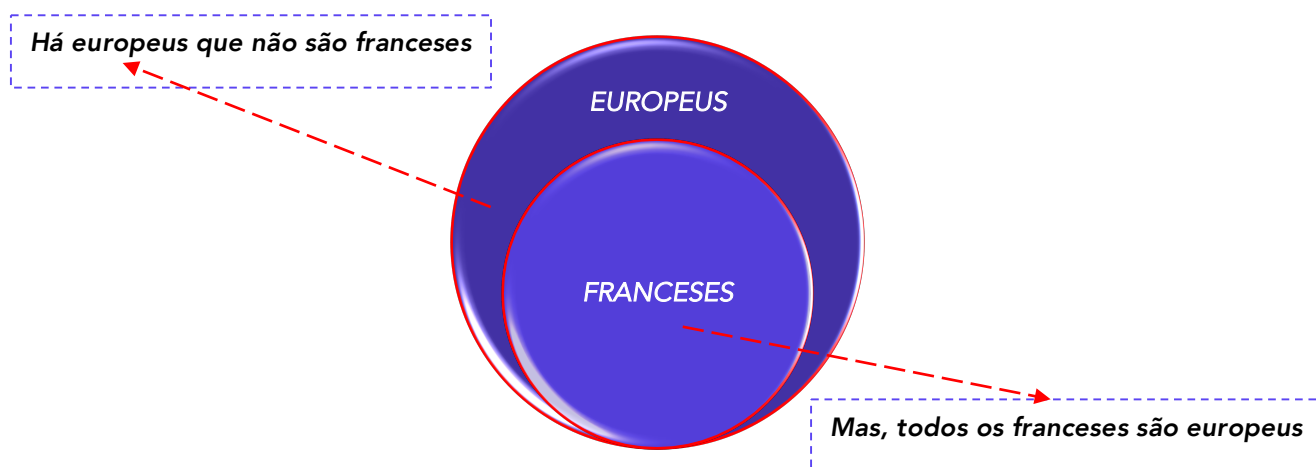 Há europeus que não são franceses
EUROPEUS
FRANCESES
Mas, todos os franceses são europeus